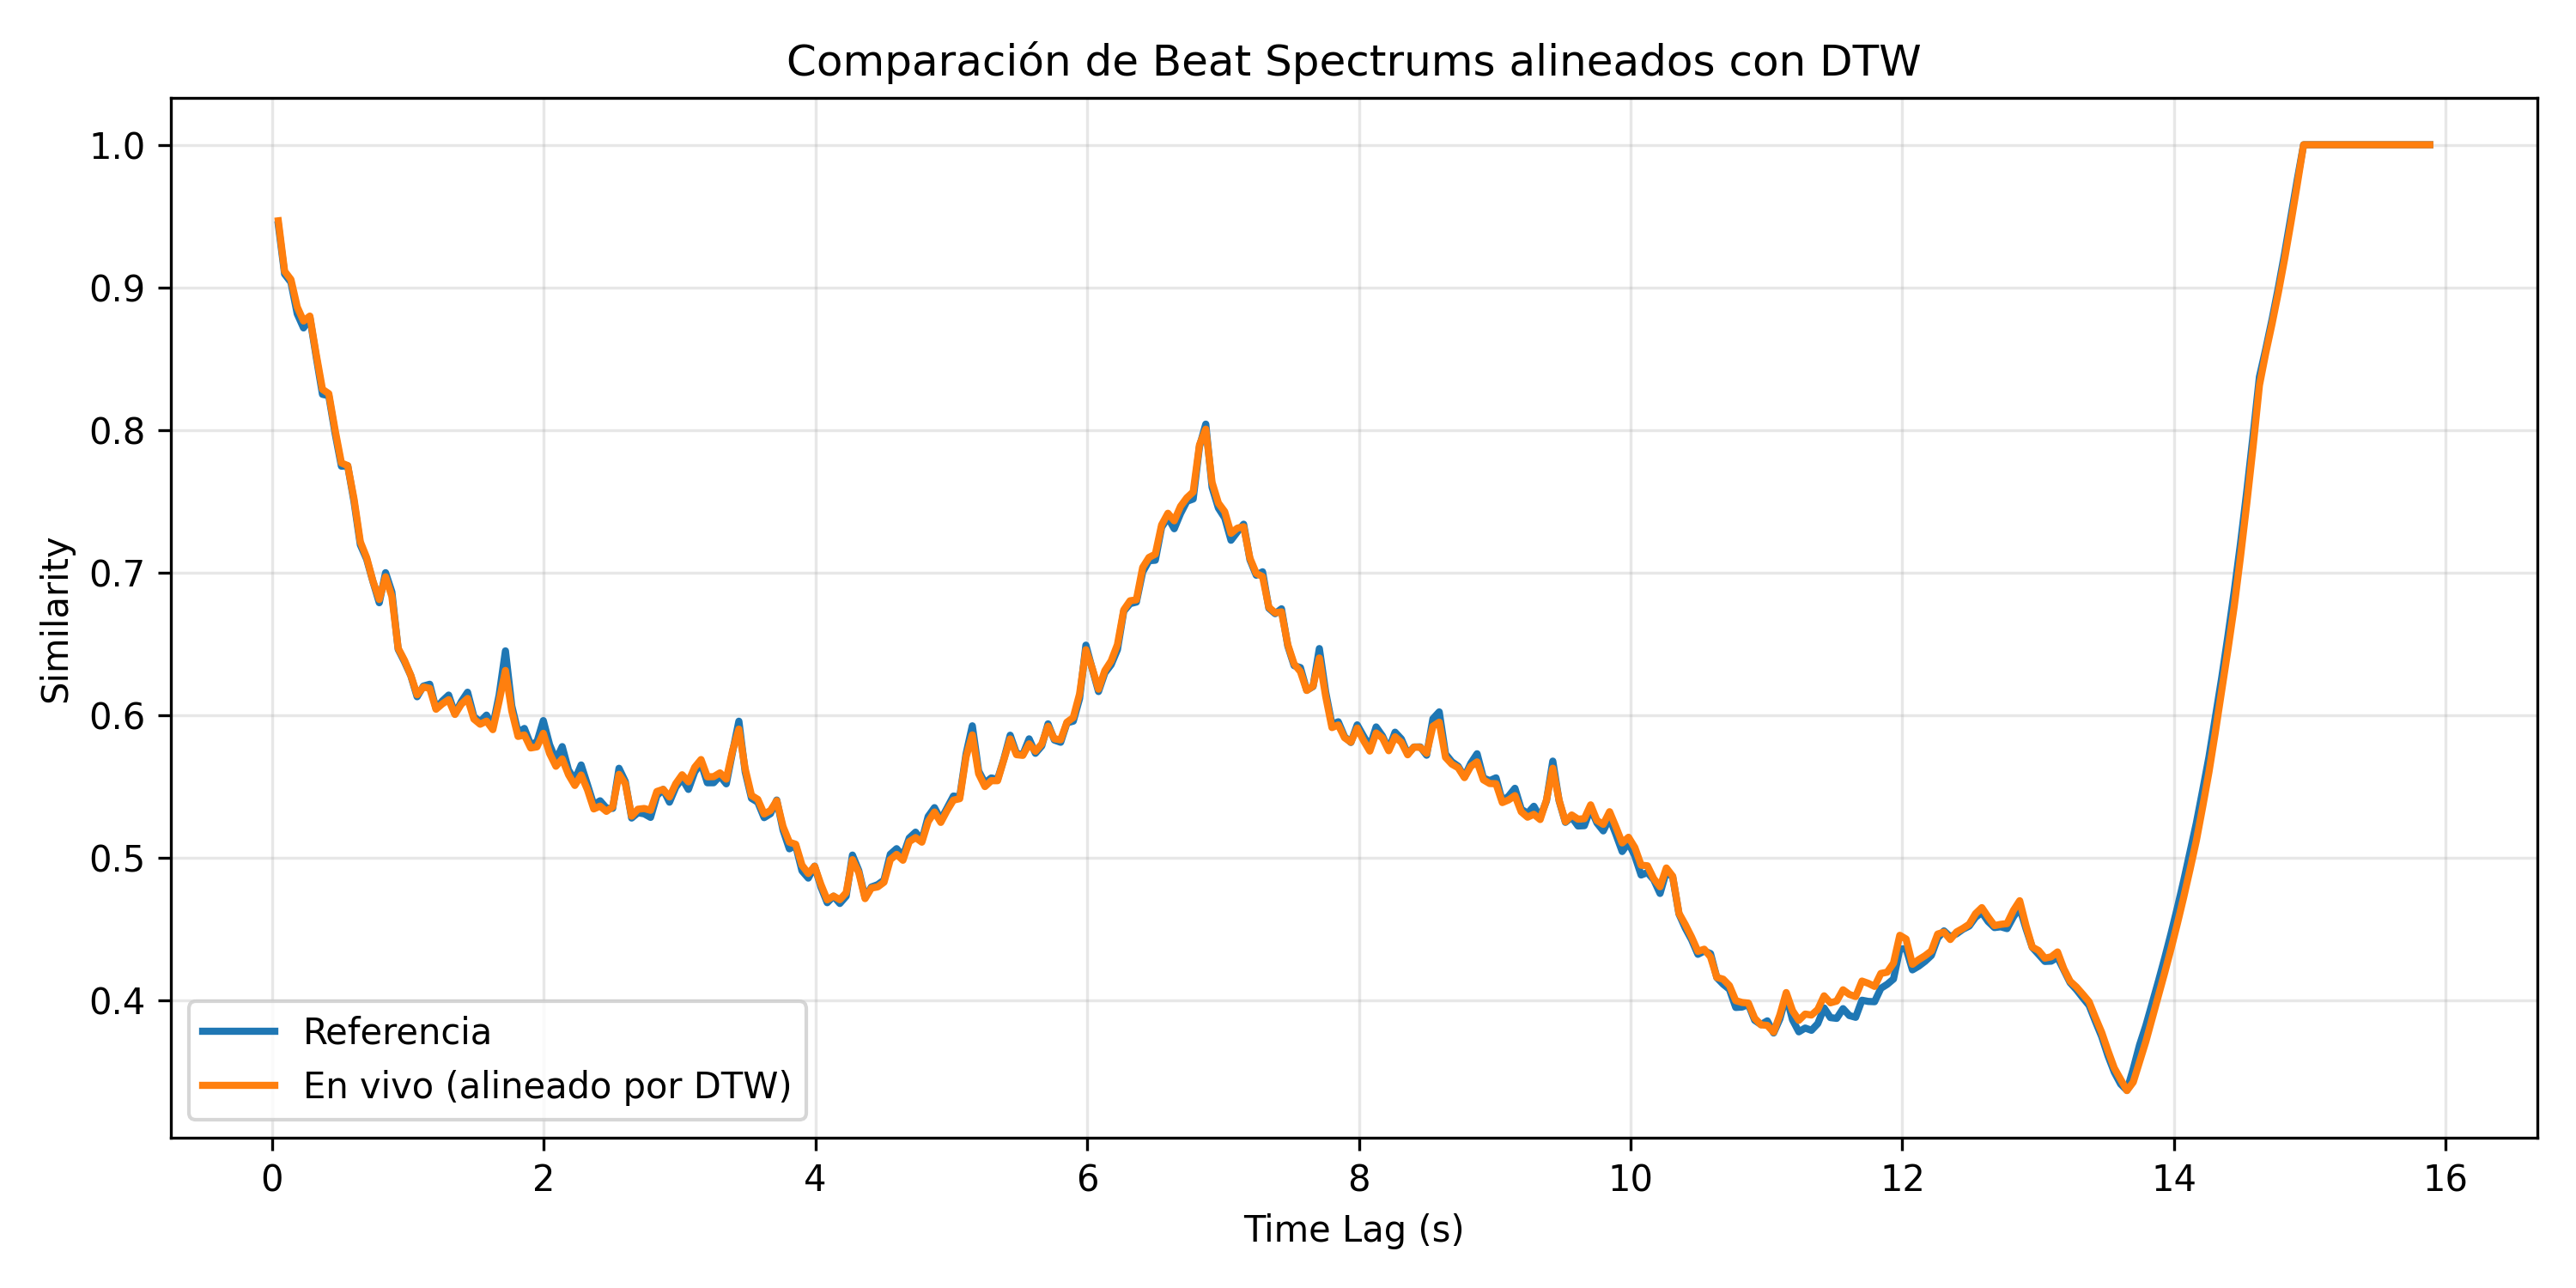 Comparación de Beat Spectrums alineados con DTW
1.0
0.9
0.8
0.7
0.6
0.5
0.4
Similarity
Referencia
En vivo (alineado por DTW)
0 2 4 6 8 10 12 14 16
Time Lag (s)